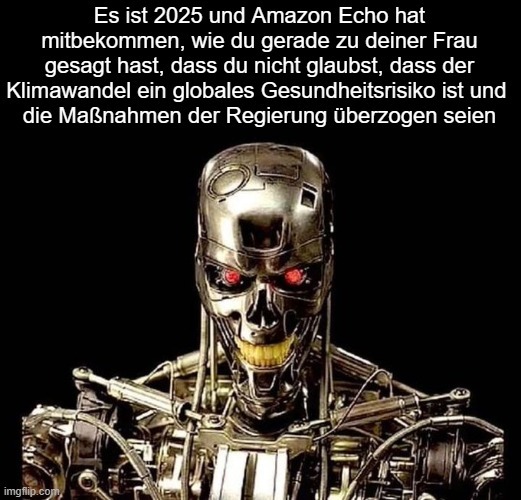 Es ist 2025 und Amazon Echo hat
mitbekommen, wie du gerade zu deiner Frau
gesagt hast, dass du nicht glaubst, dass der
Klimawandel ein globales Gesundheitsrisiko ist und
die Maßnahmen der Regierung überzogen seien
imgflip.com